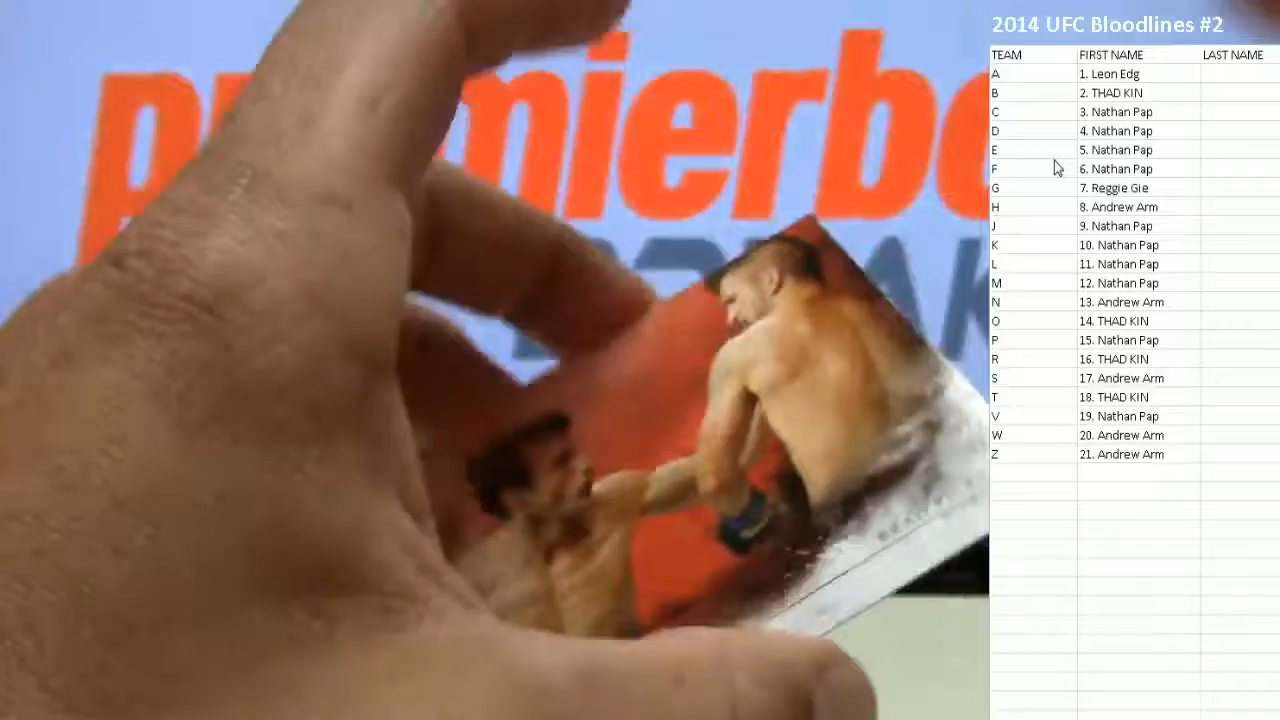 2014 UFC Bloodlines #2
TEAM FIRST NAME LAST NAME
A 1. Leon Edg
B 2. THAD KIN
C 3. Nathan Pap
D 4. Nathan Pap
E 5. Nathan Pap
F 6. Nathan Pap
G 7. Reggie Gie
H 8. Andrew Arm
J 9. Nathan Pap
K 10. Nathan Pap
L 11. Nathan Pap
M 12. Nathan Pap
N 13. Andrew Arm
O 14. THAD KIN
P 15. Nathan Pap
R 16. THAD KIN
S 17. Andrew Arm
T 18. THAD KIN
V 19. Nathan Pap
W 20. Andrew Arm
Z 21. Andrew Arm